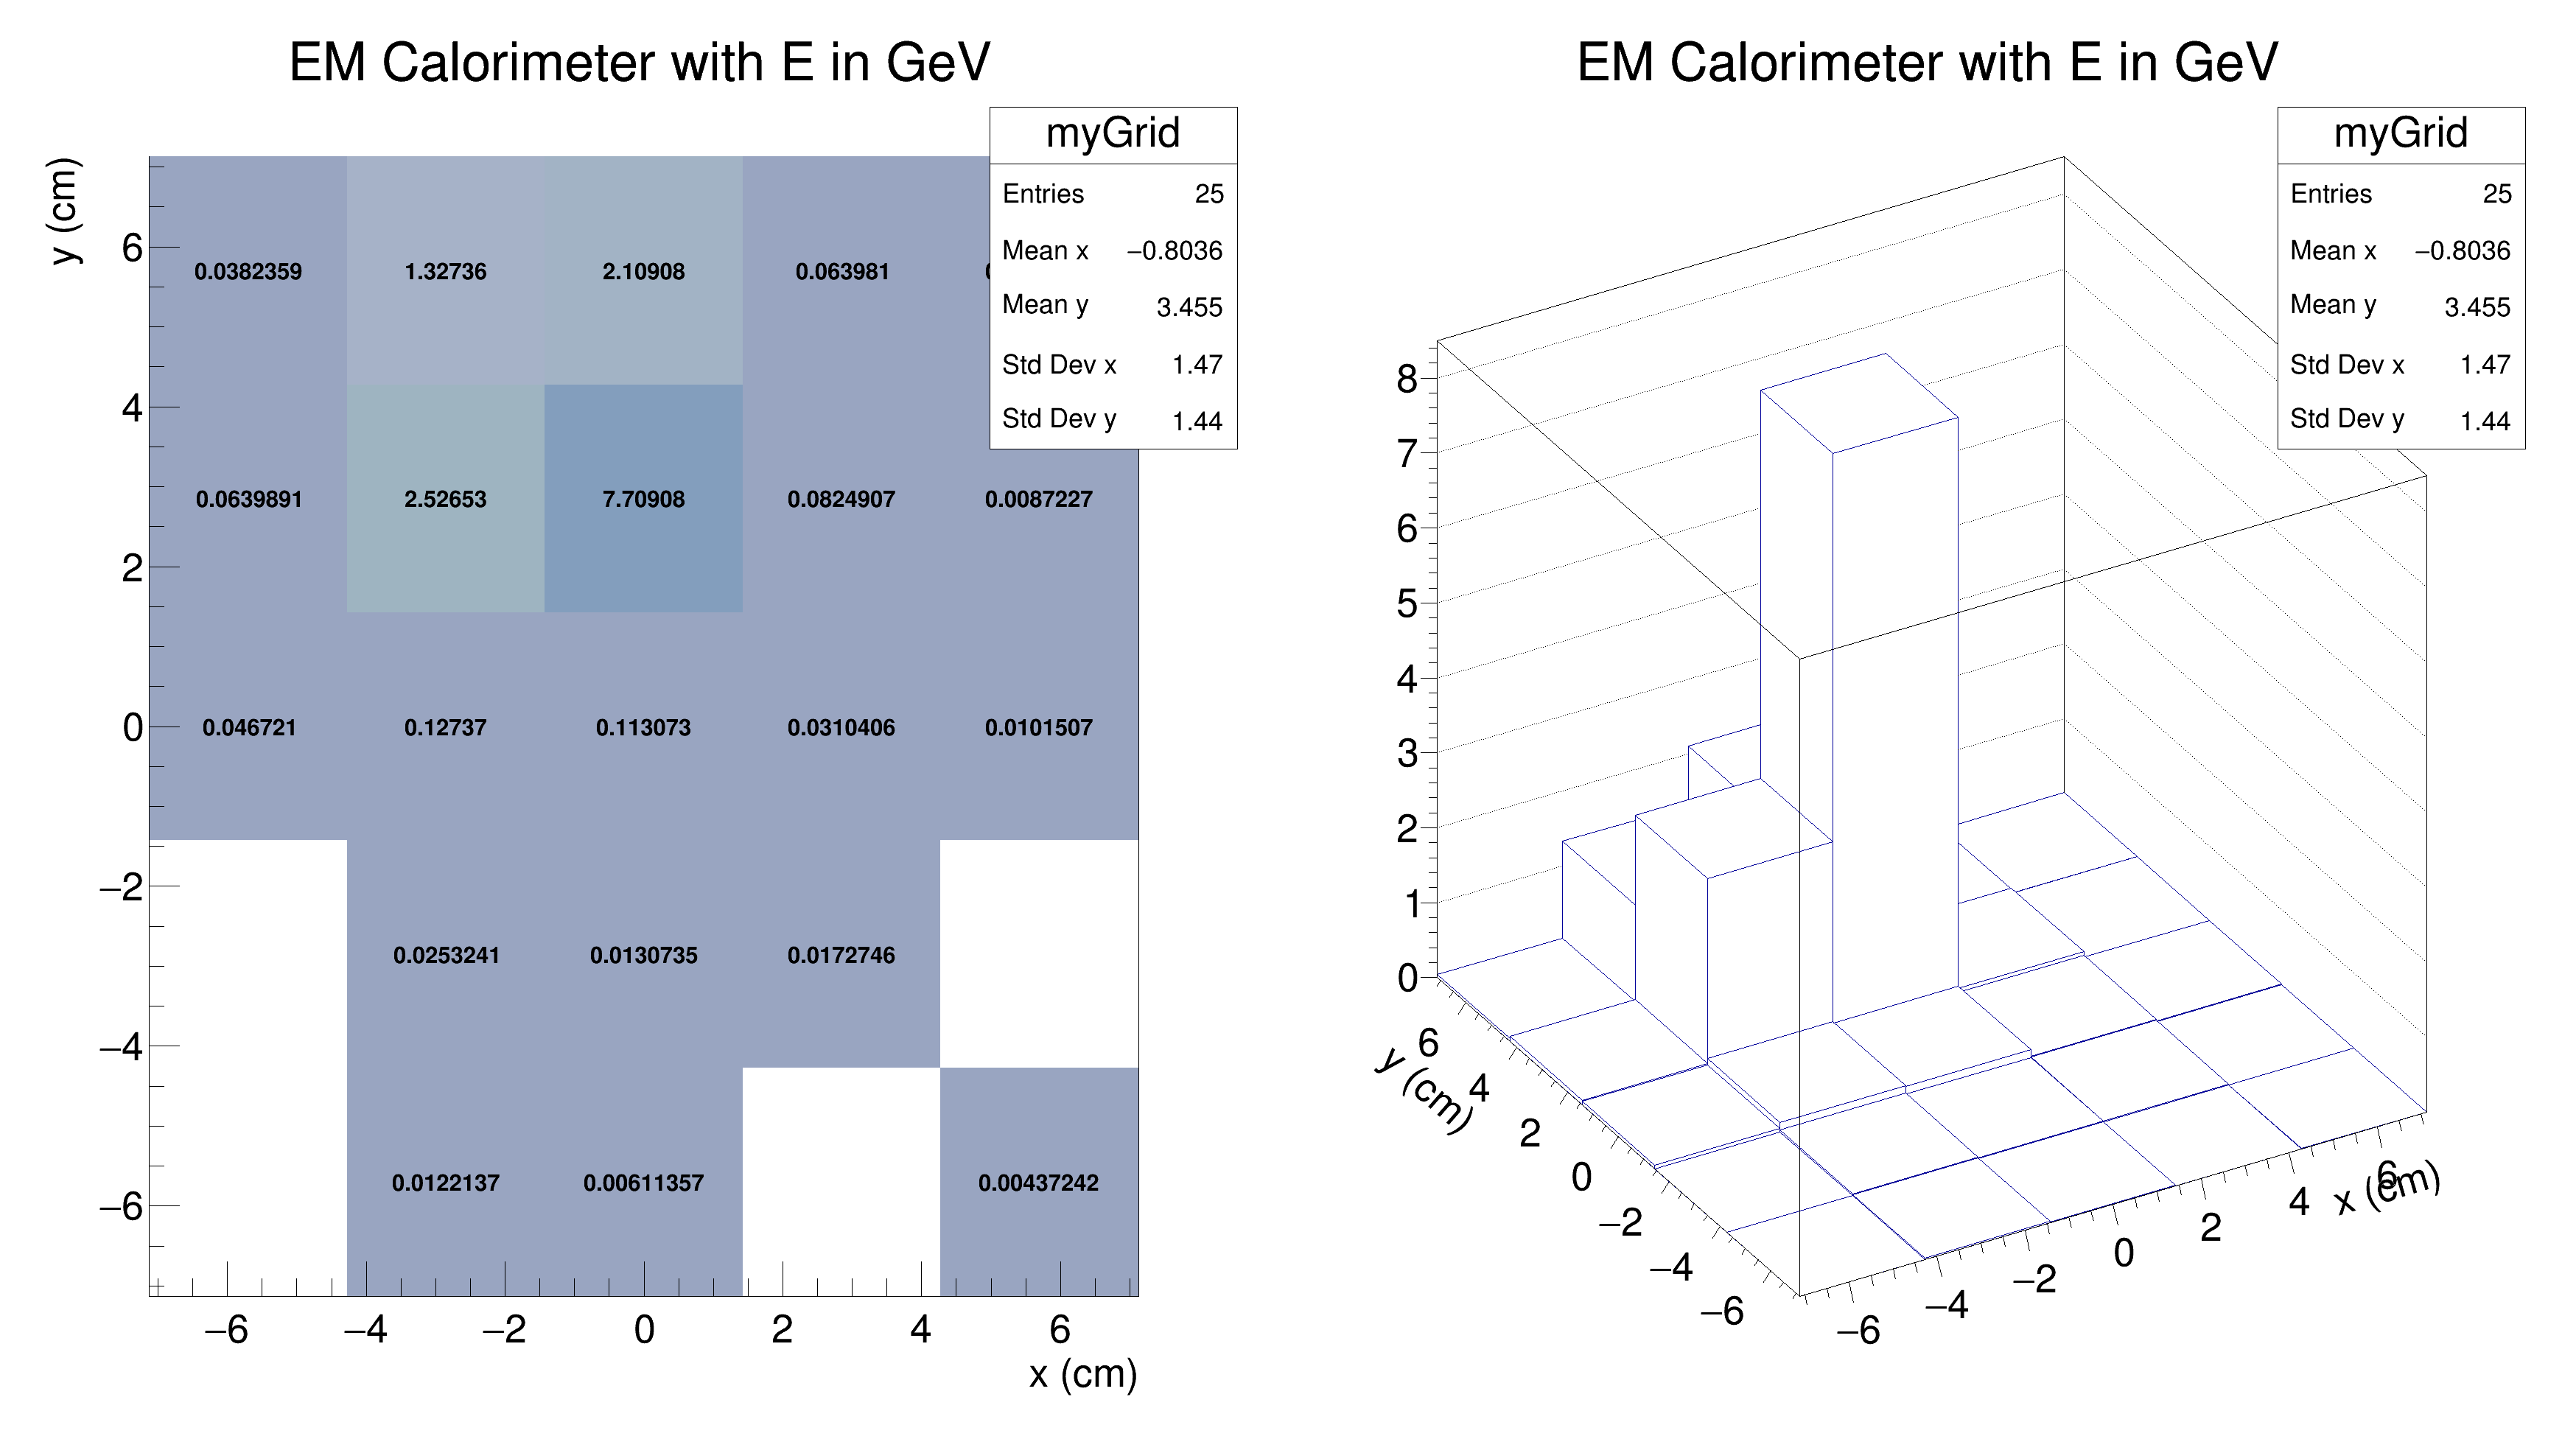 EM Calorimeter with E in GeV
myGrid
Entries 25
Mean x −0.8036
Mean y 3.455
Std Dev x 1.47
Std Dev y 1.44
y (cm)
6
4
2
0
−2
−4
−6
0.0382359 1.32736 2.10908 0.063981
0.0639891 2.52653 7.70908 0.0824907 0.0087227
0.046721 0.12737 0.113073 0.0310406 0.0101507
0.0253241 0.0130735 0.0172746
0.0122137 0.00611357 0.00437242
−6 −4 −2 0 2 4 6
x (cm)
EM Calorimeter with E in GeV
myGrid
Entries 25
Mean x −0.8036
Mean y 3.455
Std Dev x 1.47
Std Dev y 1.44
8
7
6
5
4
3
2
1
0
y (cm)
6
4
2
0
−2
−4
−6
−6 −4 −2 0 2 4 6
x (cm)